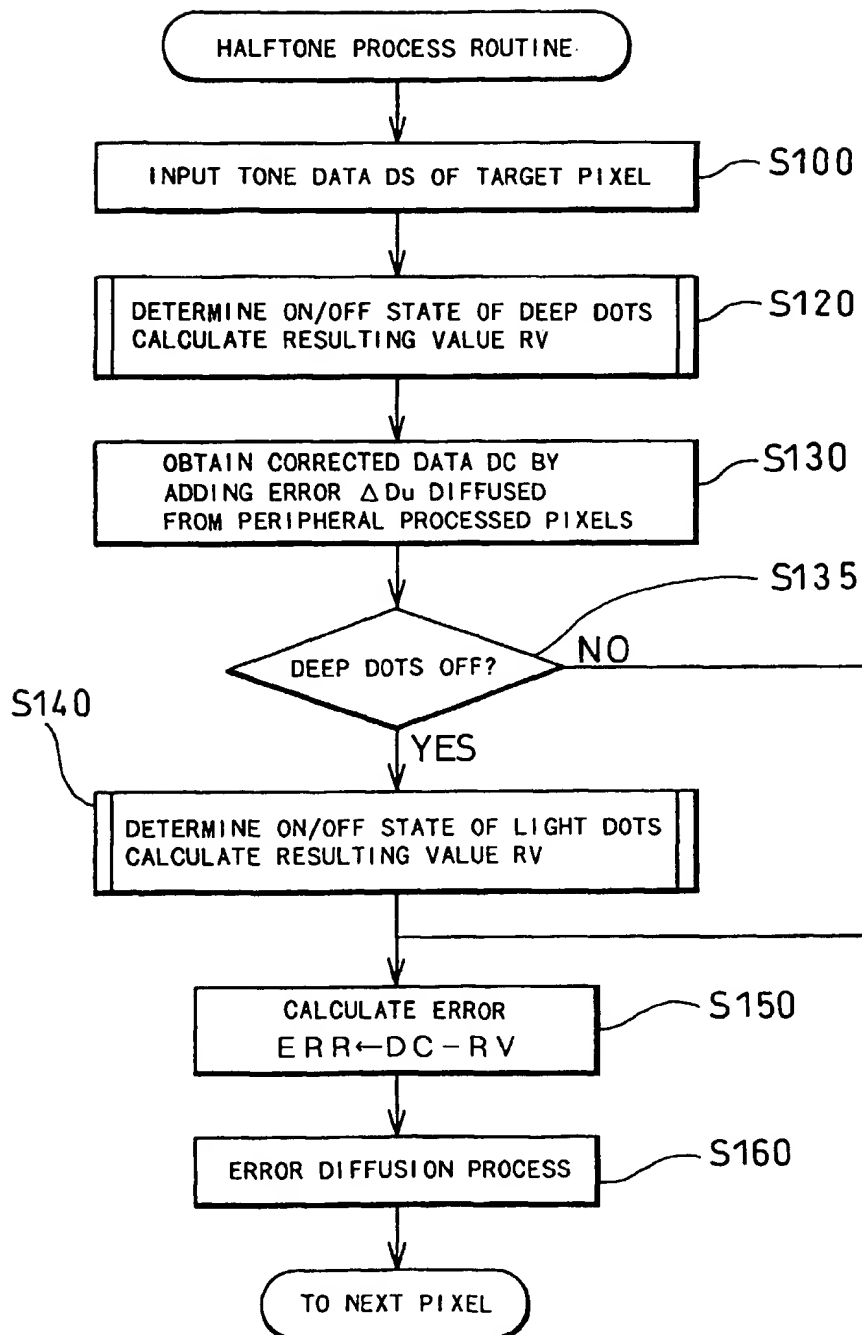 HALFTONE PROCESS ROUTINE
INPUT TONE DATA DS OF TARGET PIXEL
S100
DETERMINE ON/OFF STATE OF DEEP DOTS
CALCULATE RESULTING VALUE RV
S120
OBTAIN CORRECTED DATA DC BY
ADDING ERROR ΔDu DIFFUSED
FROM PERIPHERAL PROCESSED PIXELS
S130
DEEP DOTS OFF?
S135
NO
YES
S140
DETERMINE ON/OFF STATE OF LIGHT DOTS
CALCULATE RESULTING VALUE RV
CALCULATE ERROR
ERR←DC-RV
S150
ERROR DIFFUSION PROCESS
S160
TO NEXT PIXEL